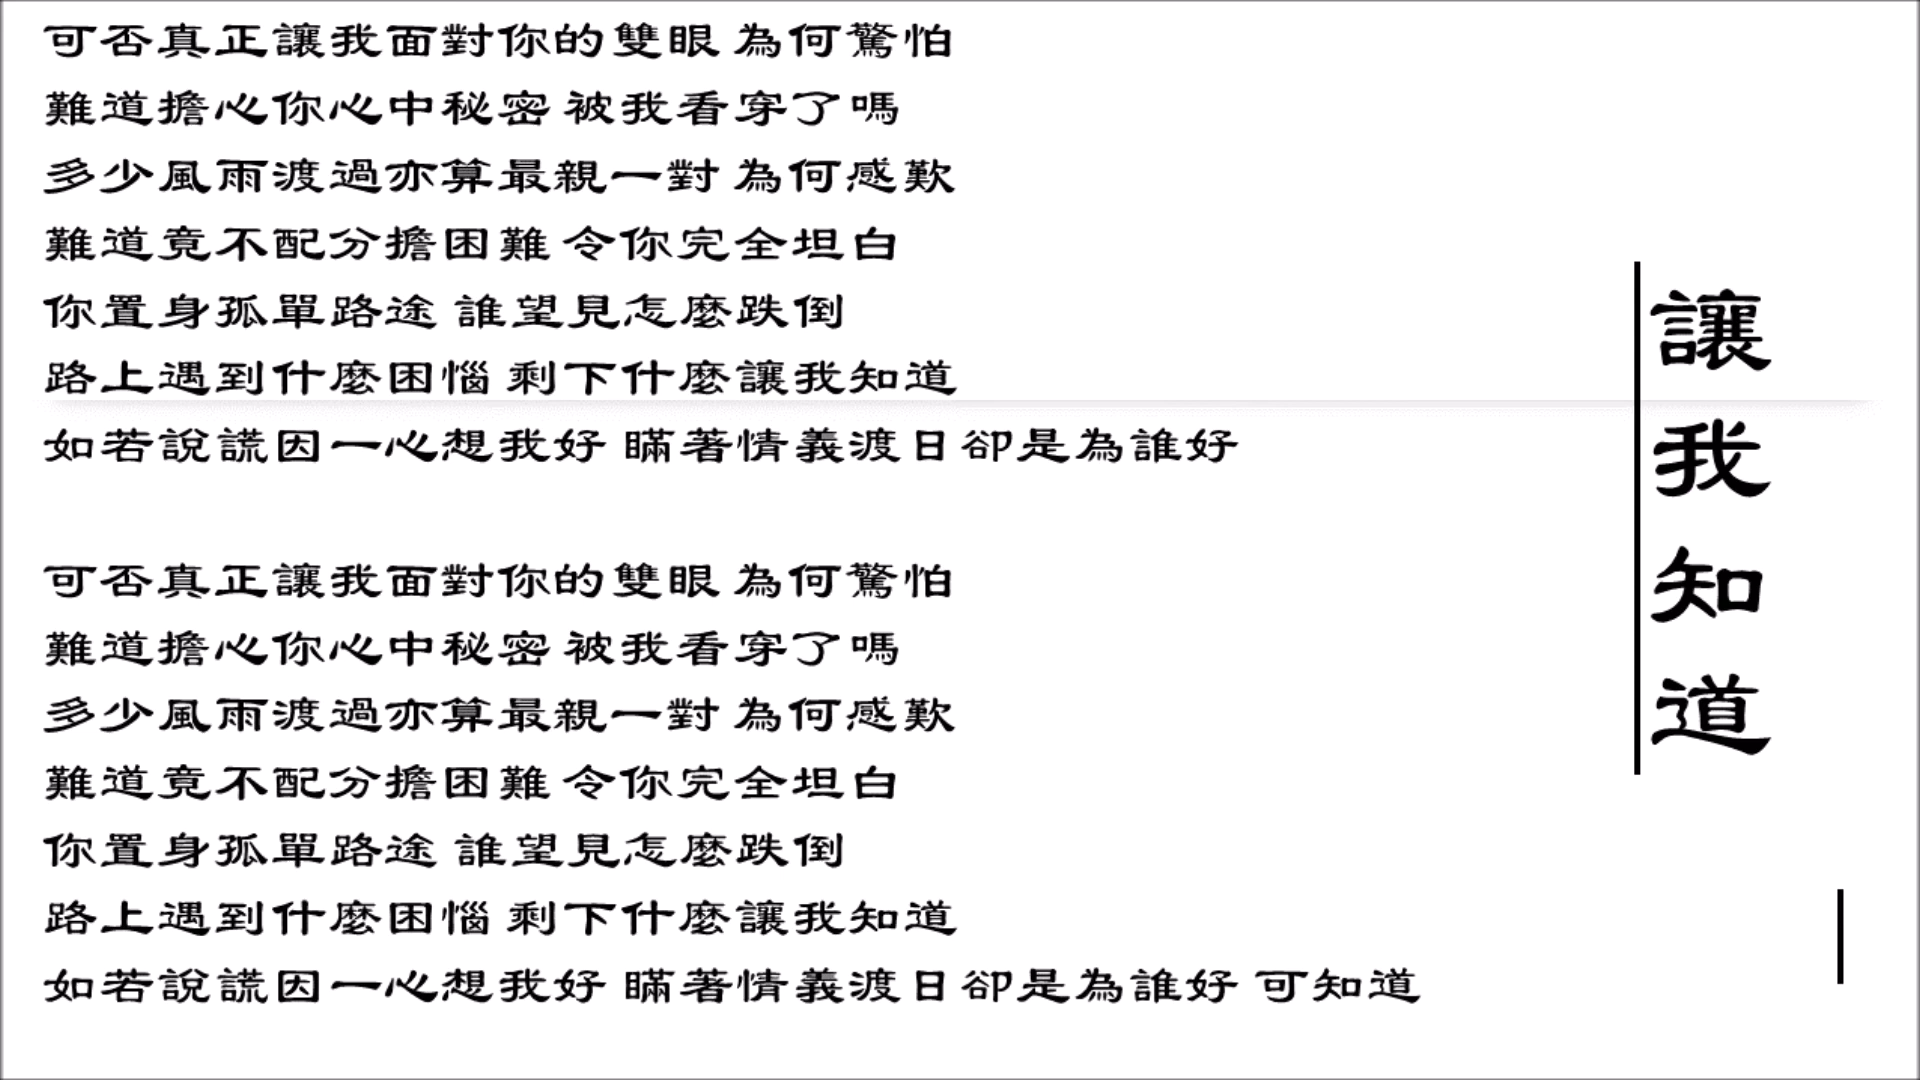 可否真正讓我面對你的雙眼 為何驚怕
難道擔心你心中秘密 被我看穿了嗎
多少風雨渡過亦算最親一對 為何感歎
難道竟不配分擔困難 令你完全坦白
你置身孤單路途 誰望見怎麼跌倒
路上遇到什麼困惱 剩下什麼讓我知道
如若說謊因一心想我好 瞞著情義渡日卻是為誰好
可否真正讓我面對你的雙眼 為何驚怕
難道擔心你心中秘密 被我看穿了嗎
多少風雨渡過亦算最親一對 為何感歎
難道竟不配分擔困難 令你完全坦白
你置身孤單路途 誰望見怎麼跌倒
路上遇到什麼困惱 剩下什麼讓我知道
如若說謊因一心想我好 瞞著情義渡日卻是為誰好 可知道
讓我知道